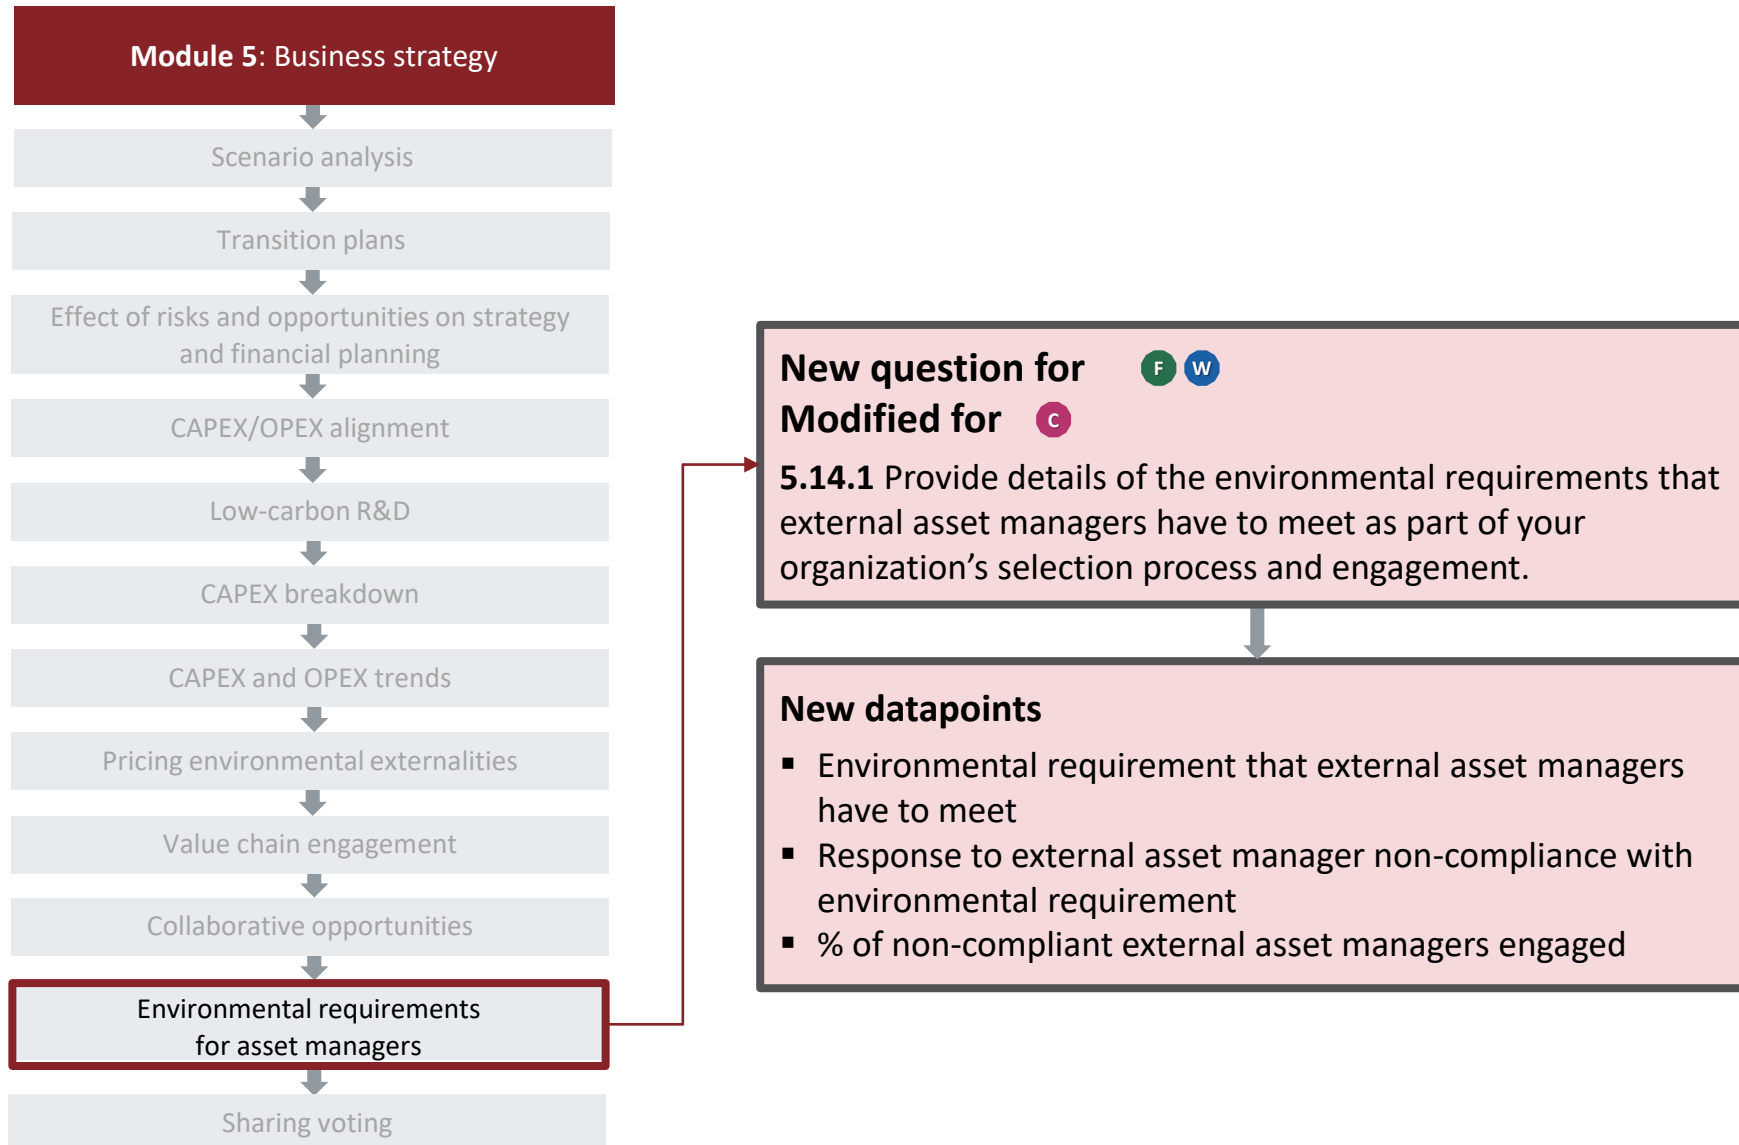 Module 5: Business strategy
Scenario analysis
Transition plans
Effect of risks and opportunities on strategy
and financial planning
CAPEX/OPEX alignment
Low-carbon R&D
CAPEX breakdown
CAPEX and OPEX trends
Pricing environmental externalities
Value chain engagement
Collaborative opportunities
Environmental requirements
for asset managers
Sharing voting
New question for F W
Modified for C
5.14.1 Provide details of the environmental requirements that
external asset managers have to meet as part of your
organization’s selection process and engagement.
New datapoints
▪ Environmental requirement that external asset managers
have to meet
▪ Response to external asset manager non-compliance with
environmental requirement
▪ % of non-compliant external asset managers engaged